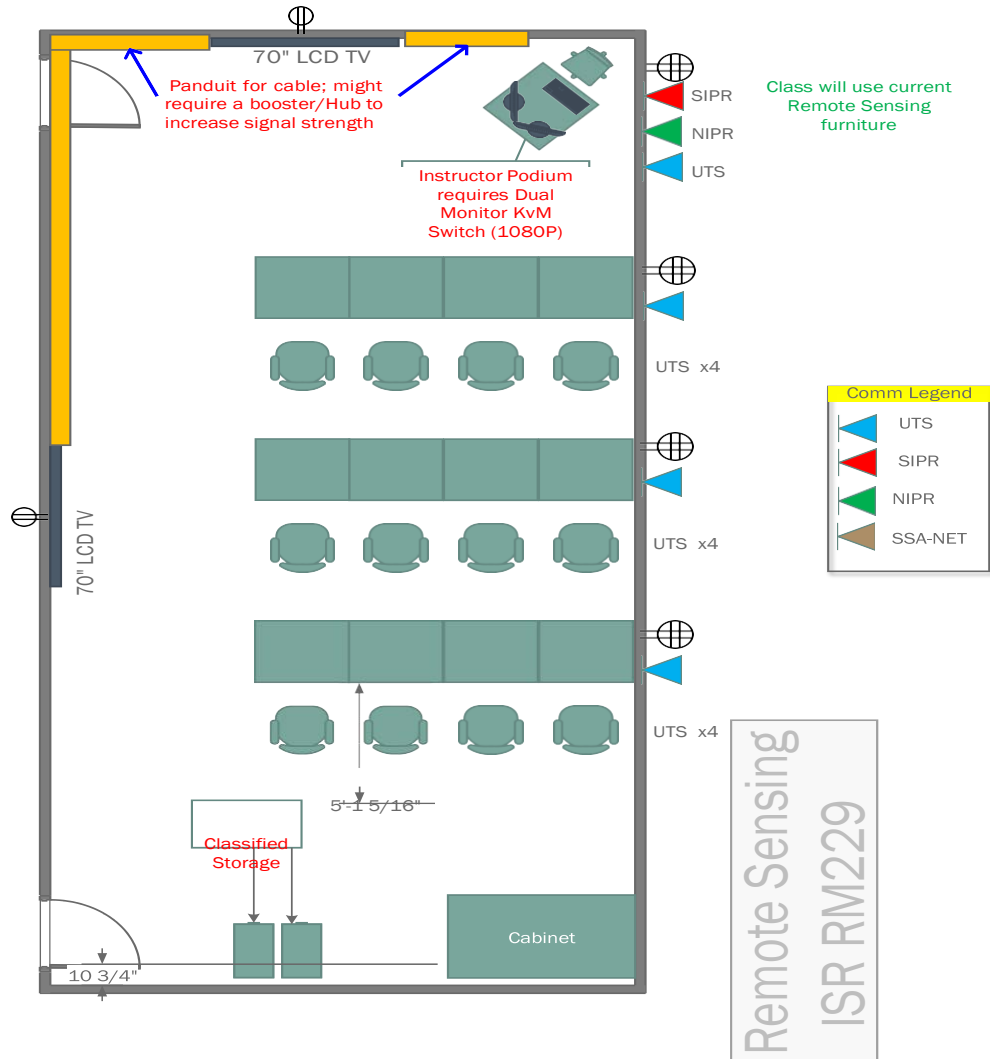 70" LCD TV
Panduit for cable; might
require a booster/Hub to
increase signal strength
SIPR
NIPR
UTS
Class will use current
Remote Sensing
furniture
Instructor Podium
requires Dual
Monitor KvM
Switch (1080P)
UTS x4
Comm Legend
UTS
SIPR
NIPR
SSA-NET
70" LCD TV
UTS x4
UTS x4
5'-1 5/16"
Classified
Storage
Cabinet
10 3/4"
Remote Sensing
ISR RM229